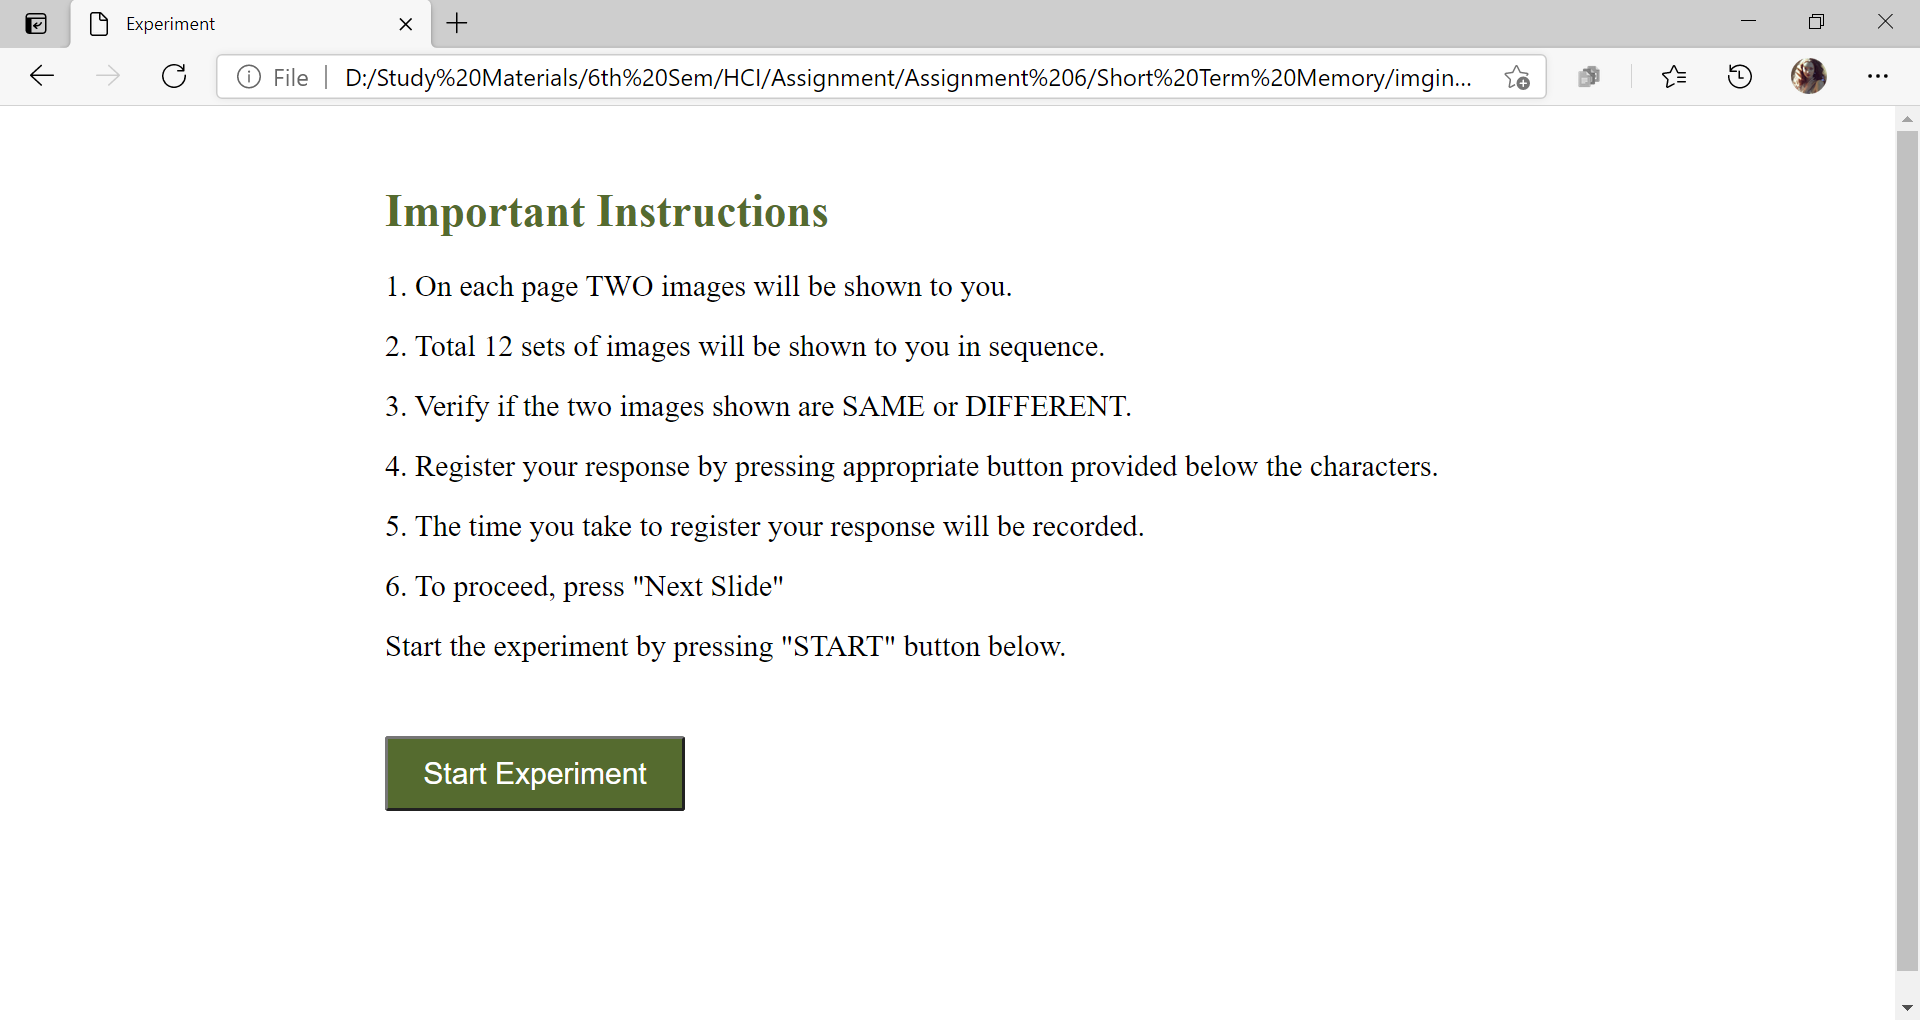 Experiment
File
D:/Study%20Materials/6th%20Sem/HCI/Assignment/Assignment%206/Short%20Term%20Memory/imgin...
Important Instructions
1. On each page TWO images will be shown to you.
2. Total 12 sets of images will be shown to you in sequence.
3. Verify if the two images shown are SAME or DIFFERENT.
4. Register your response by pressing appropriate button provided below the characters.
5. The time you take to register your response will be recorded.
6. To proceed, press "Next Slide"
Start the experiment by pressing "START" button below.
Start Experiment